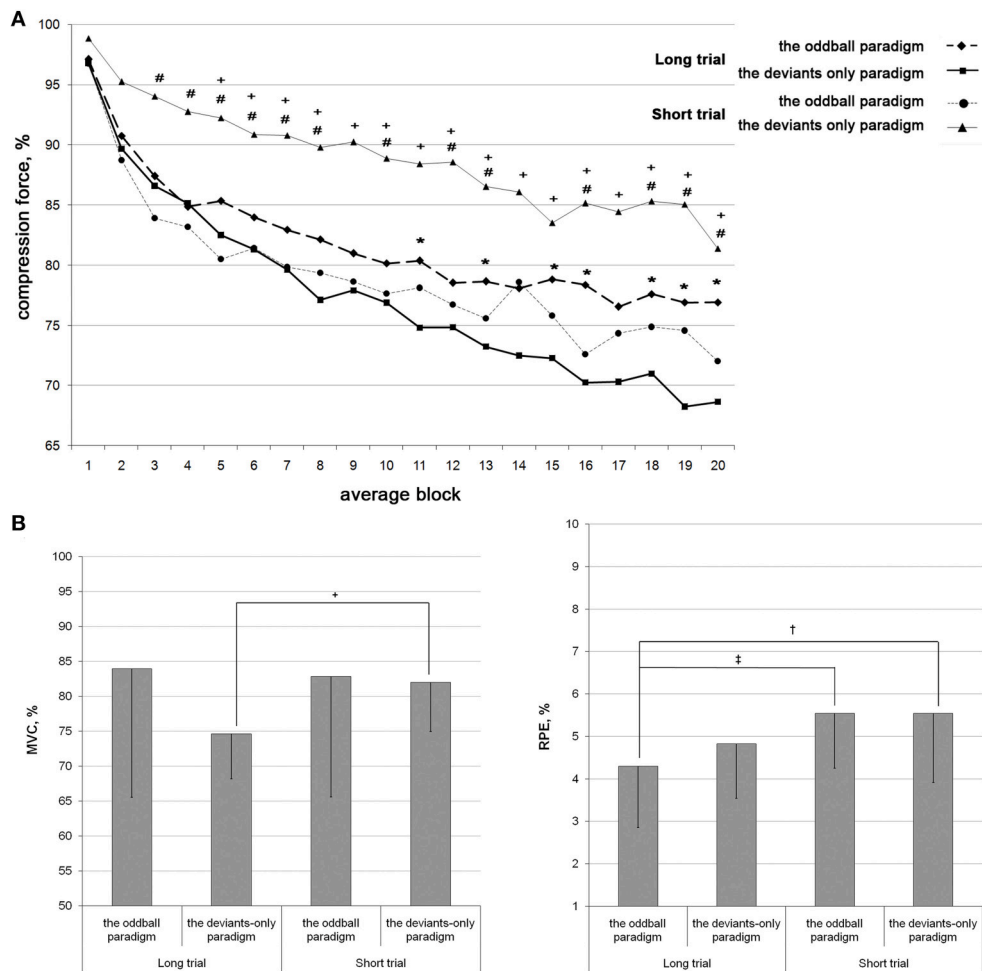 A
100
95
90
85
80
75
70
65
compression force, %
Long trial
the oddball paradigm
the deviants only paradigm
Short trial
the oddball paradigm
the deviants only paradigm
# # + # + # + # + # + + # + + # + # + + + # + + # + # + #
* * * * * * *
1 2 3 4 5 6 7 8 9 10 11 12 13 14 15 16 17 18 19 20
average block
B
100
95
90
85
80
75
70
65
60
55
50
MVC, %
+
the oddball paradigm
the deviants-only paradigm
the oddball paradigm
the deviants-only paradigm
Long trial
Short trial
10
9
8
7
6
5
4
3
2
1
RPE, %
†
‡
the oddball paradigm
the deviants-only paradigm
the oddball paradigm
the deviants-only paradigm
Long trial
Short trial